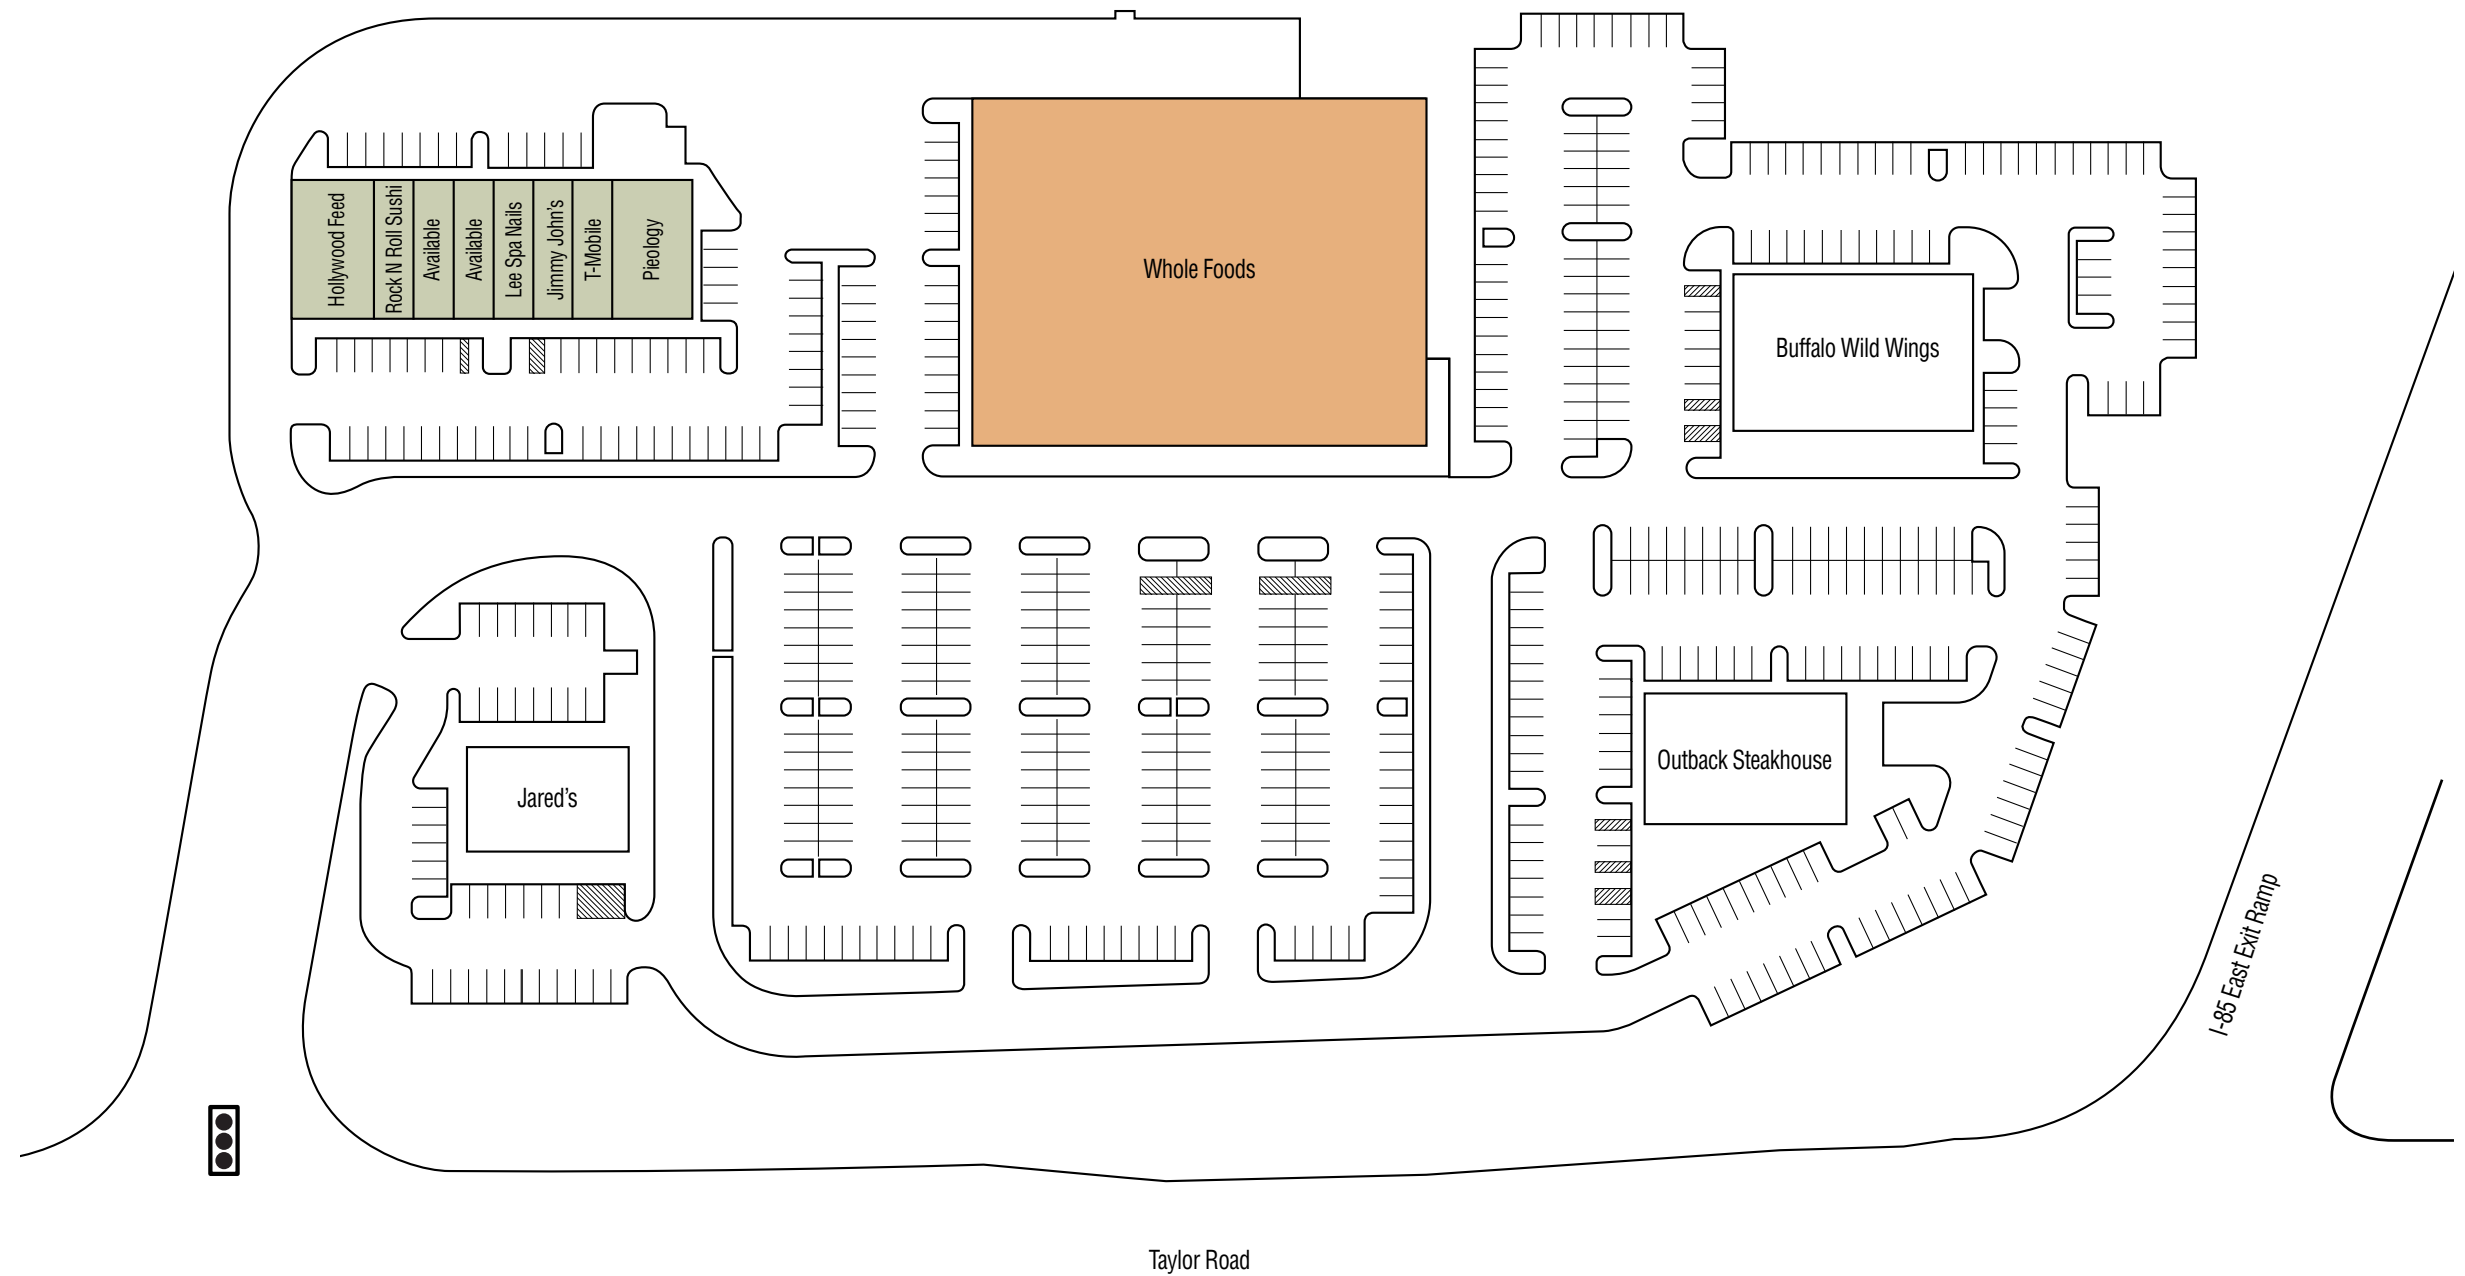 Hollywood Feed
Rock N Roll Sushi
Available
Available
Lee Spa Nails
Jimmy John's
T-Mobile
Pieology
Whole Foods
Buffalo Wild Wings
Outback Steakhouse
Jared's
I-85 East Exit Ramp
Taylor Road